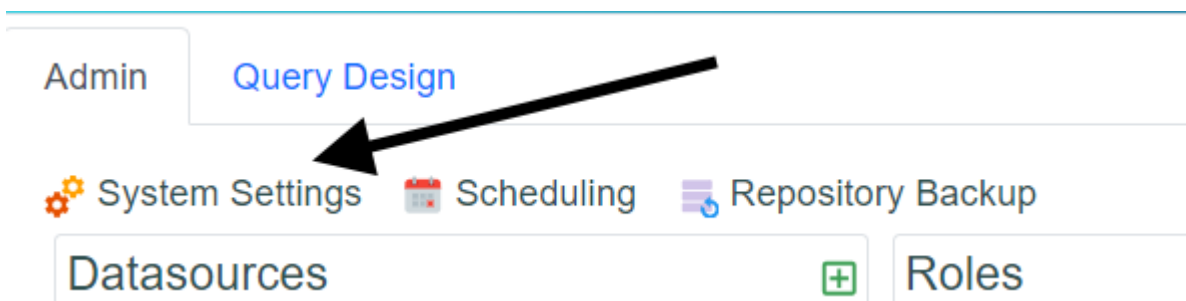 Admin Query Design
System Settings Scheduling Repository Backup
Datasources Roles